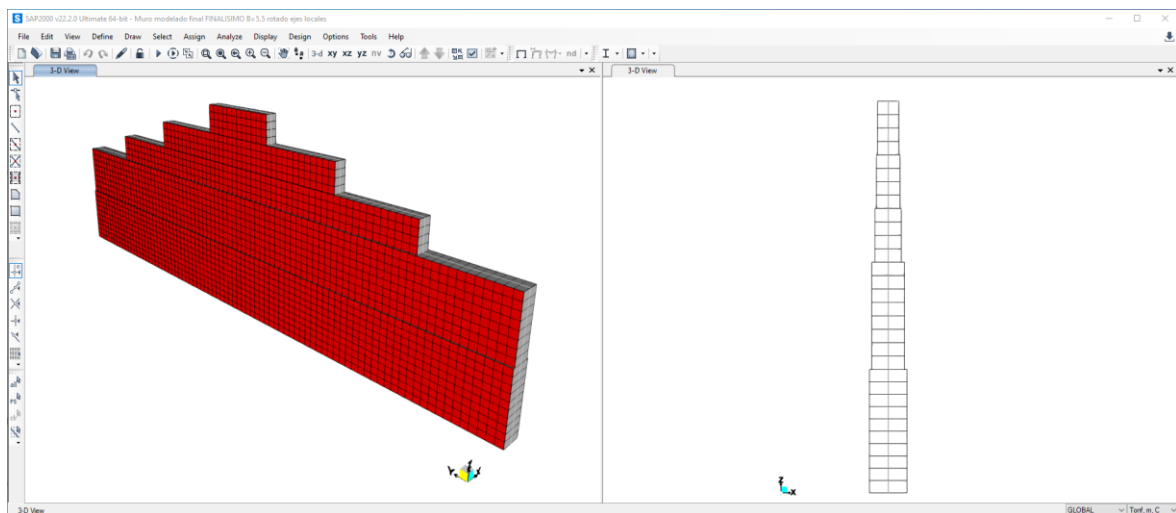 SAP2000 v22.2.0 Ultimate 64-bit - Muro modelado final FINALISIMO B=5.5 rotado ejes locales
File Edit View Define Draw Select Assign Analyze Display Design Options Tools Help
3-d xy xz yz nv nd
3-D View
3-D View
Y Z X
Z
X
3-D View
GLOBAL
Tonf, m, C